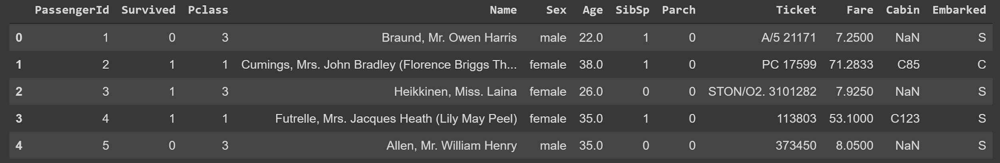 PassengerId Survived Pclass Name Sex Age SibSp Parch Ticket Fare Cabin Embarked
0 1 0 3 Braund, Mr. Owen Harris male 22.0 1 0 A/5 21171 7.2500 NaN S
1 2 1 1 Cumings, Mrs. John Bradley (Florence Briggs Th... female 38.0 1 0 PC 17599 71.2833 C85 C
2 3 1 3 Heikkinen, Miss. Laina female 26.0 0 0 STON/O2. 3101282 7.9250 NaN S
3 4 1 1 Futrelle, Mrs. Jacques Heath (Lily May Peel) female 35.0 1 0 113803 53.1000 C123 S
4 5 0 3 Allen, Mr. William Henry male 35.0 0 0 373450 8.0500 NaN S